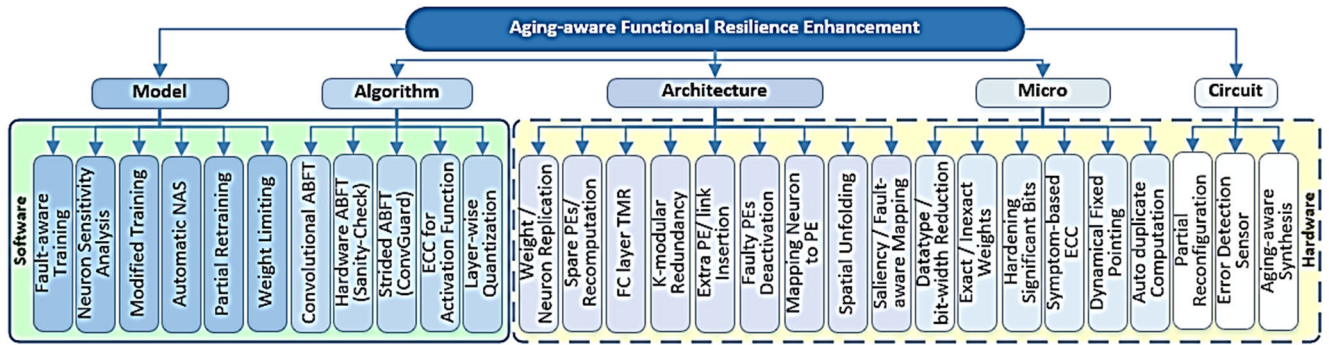 Aging-aware Functional Resilience Enhancement
Model
Algorithm
Architecture
Micro
Circuit
Software
Fault-aware
Training
Neuron Sensitivity
Analysis
Modified Training
Automatic NAS
Partial Retraining
Weight Limiting
Convolutional ABFT
Hardware ABFT
(Sanity-Check)
Strided ABFT
(ConvGuard)
ECC for
Activation Function
Layer-wise
Quantization
Weight /
Neuron Replication
Spare PEs/
Recomputation
FC layer TMR
K-modular
Redundancy
Extra PE/ link
Insertion
Faulty PEs
Deactivation
Mapping Neuron
to PE
Spatial Unfolding
Saliency / Fault-
aware Mapping
Datatype /
bit-width Reduction
Exact / Inexact
Weights
Hardening
Significant Bits
Symptom-based
ECC
Dynamical Fixed
Pointing
Auto duplicate
Computation
Partial
Reconfiguration
Error Detection
Sensor
Aging-aware
Synthesis
Hardware